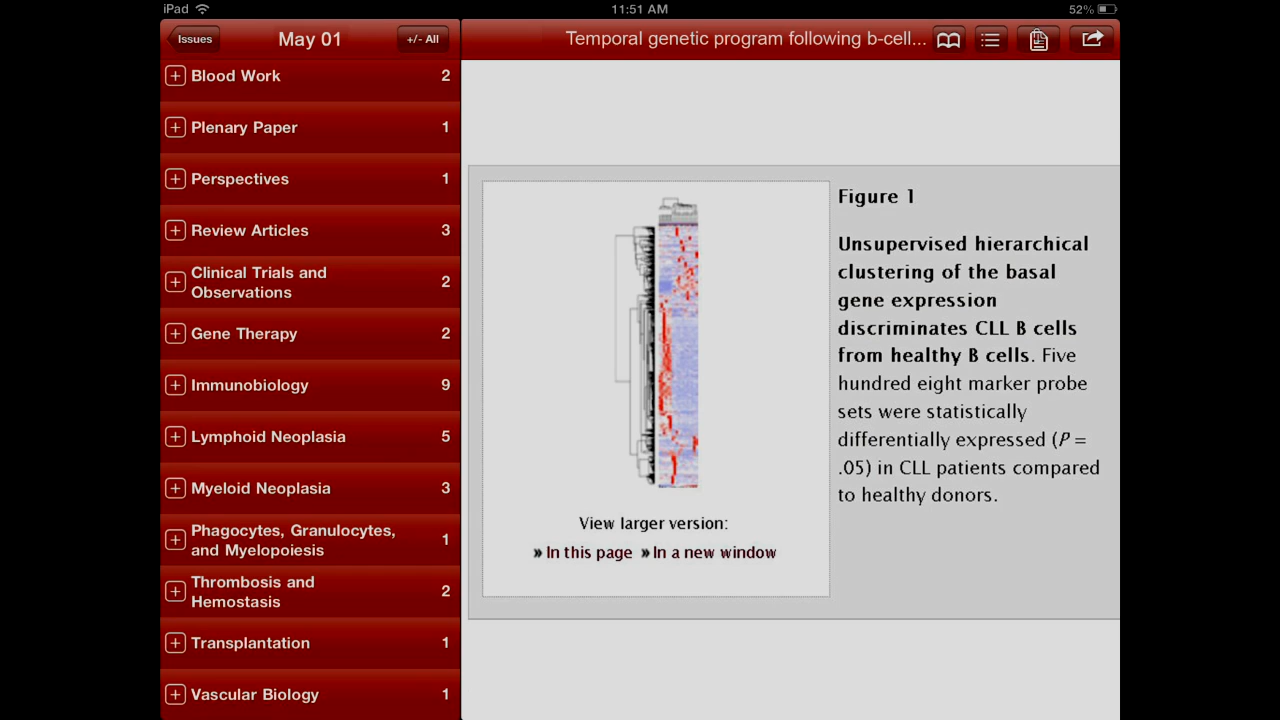 iPad
11:51 AM
52%
Issues
May 01
+/- All
Temporal genetic program following b-cell...
Blood Work 2
Plenary Paper 1
Perspectives 1
Review Articles 3
Clinical Trials and
Observations 2
Gene Therapy 2
Immunobiology 9
Lymphoid Neoplasia 5
Myeloid Neoplasia 3
Phagocytes, Granulocytes,
and Myelopoiesis 1
Thrombosis and
Hemostasis 2
Transplantation 1
Vascular Biology 1
View larger version:
» In this page » In a new window
Figure 1
Unsupervised hierarchical
clustering of the basal
gene expression
discriminates CLL B cells
from healthy B cells. Five
hundred eight marker probe
sets were statistically
differentially expressed (P =
.05) in CLL patients compared
to healthy donors.